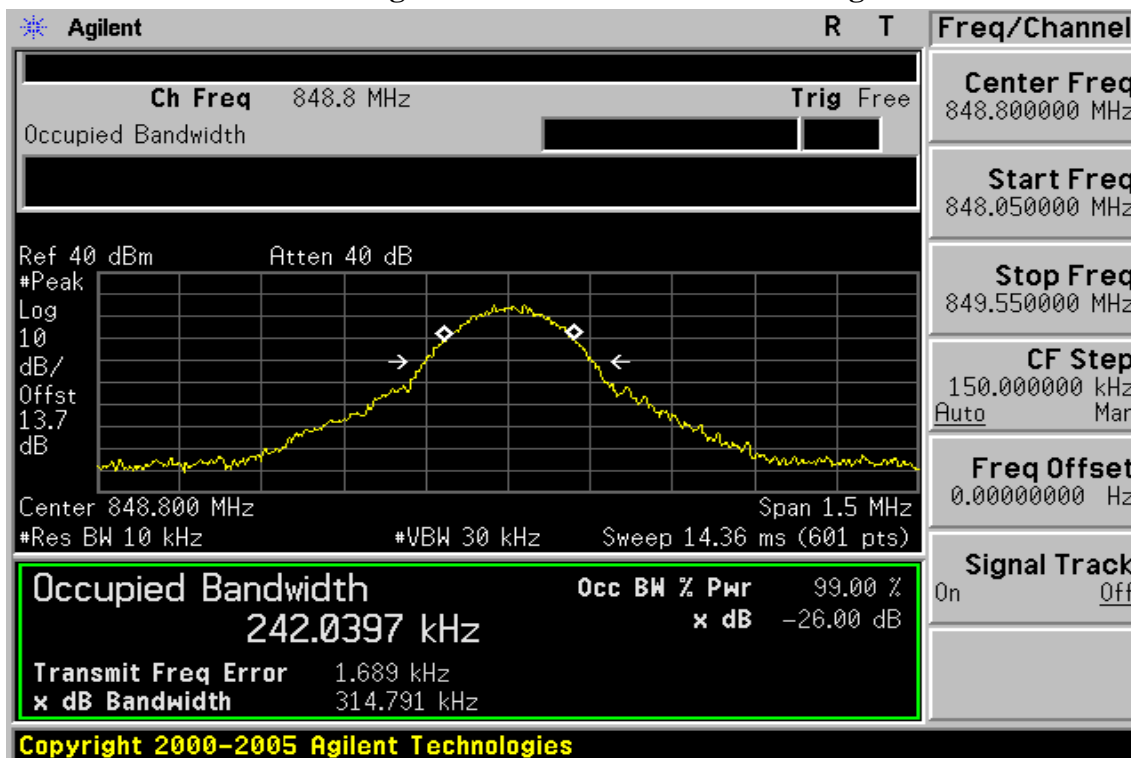 Agilent R T
Ch Freq 848.8 MHz Trig Free
Occupied Bandwidth
Ref 40 dBm Atten 40 dB
#Peak
Log
10
dB/
Offst
13.7
dB
Center 848.800 MHz Span 1.5 MHz
#Res BW 10 kHz #VBW 30 kHz Sweep 14.36 ms (601 pts)
Occupied Bandwidth
242.0397 kHz
Occ BW % Pwr 99.00 %
x dB -26.00 dB
Transmit Freq Error 1.689 kHz
x dB Bandwidth 314.791 kHz
Copyright 2000-2005 Agilent Technologies
Freq/Channel
Center Freq
848.800000 MHz
Start Freq
848.050000 MHz
Stop Freq
849.550000 MHz
CF Step
150.000000 kHz
Auto Man
Freq Offset
0.00000000 Hz
Signal Track
On Off